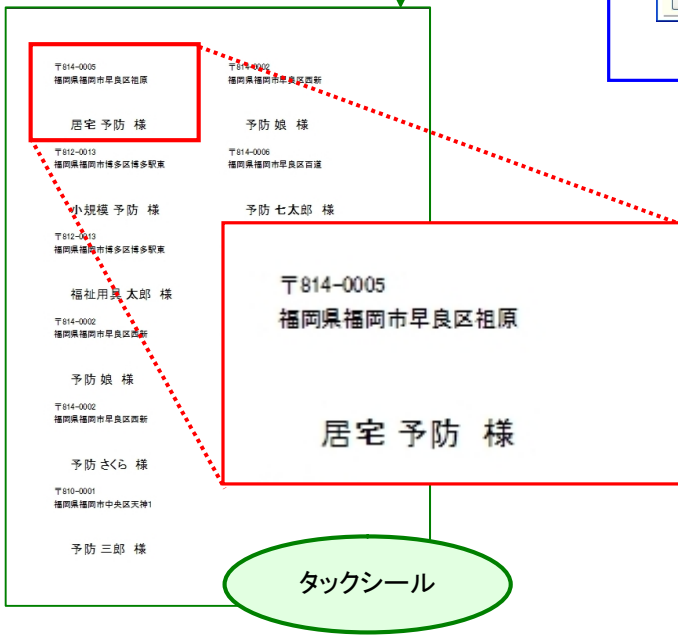 〒814-0005
福岡県福岡市早良区祖原
居宅 予防 様
〒814-0002
福岡県福岡市早良区西新
予防 娘 様
〒812-0013
福岡県福岡市博多区博多駅東
小規模 予防 様
〒814-0006
福岡県福岡市早良区百道
予防 七太郎 様
〒812-0013
福岡県福岡市博多区博多駅東
福祉用具 太郎 様
〒814-0002
福岡県福岡市早良区西新
予防 娘 様
〒814-0002
福岡県福岡市早良区西新
予防 さくら 様
〒810-0001
福岡県福岡市中央区天神1
予防 三郎 様
〒814-0005
福岡県福岡市早良区祖原
居宅 予防 様
タックシール